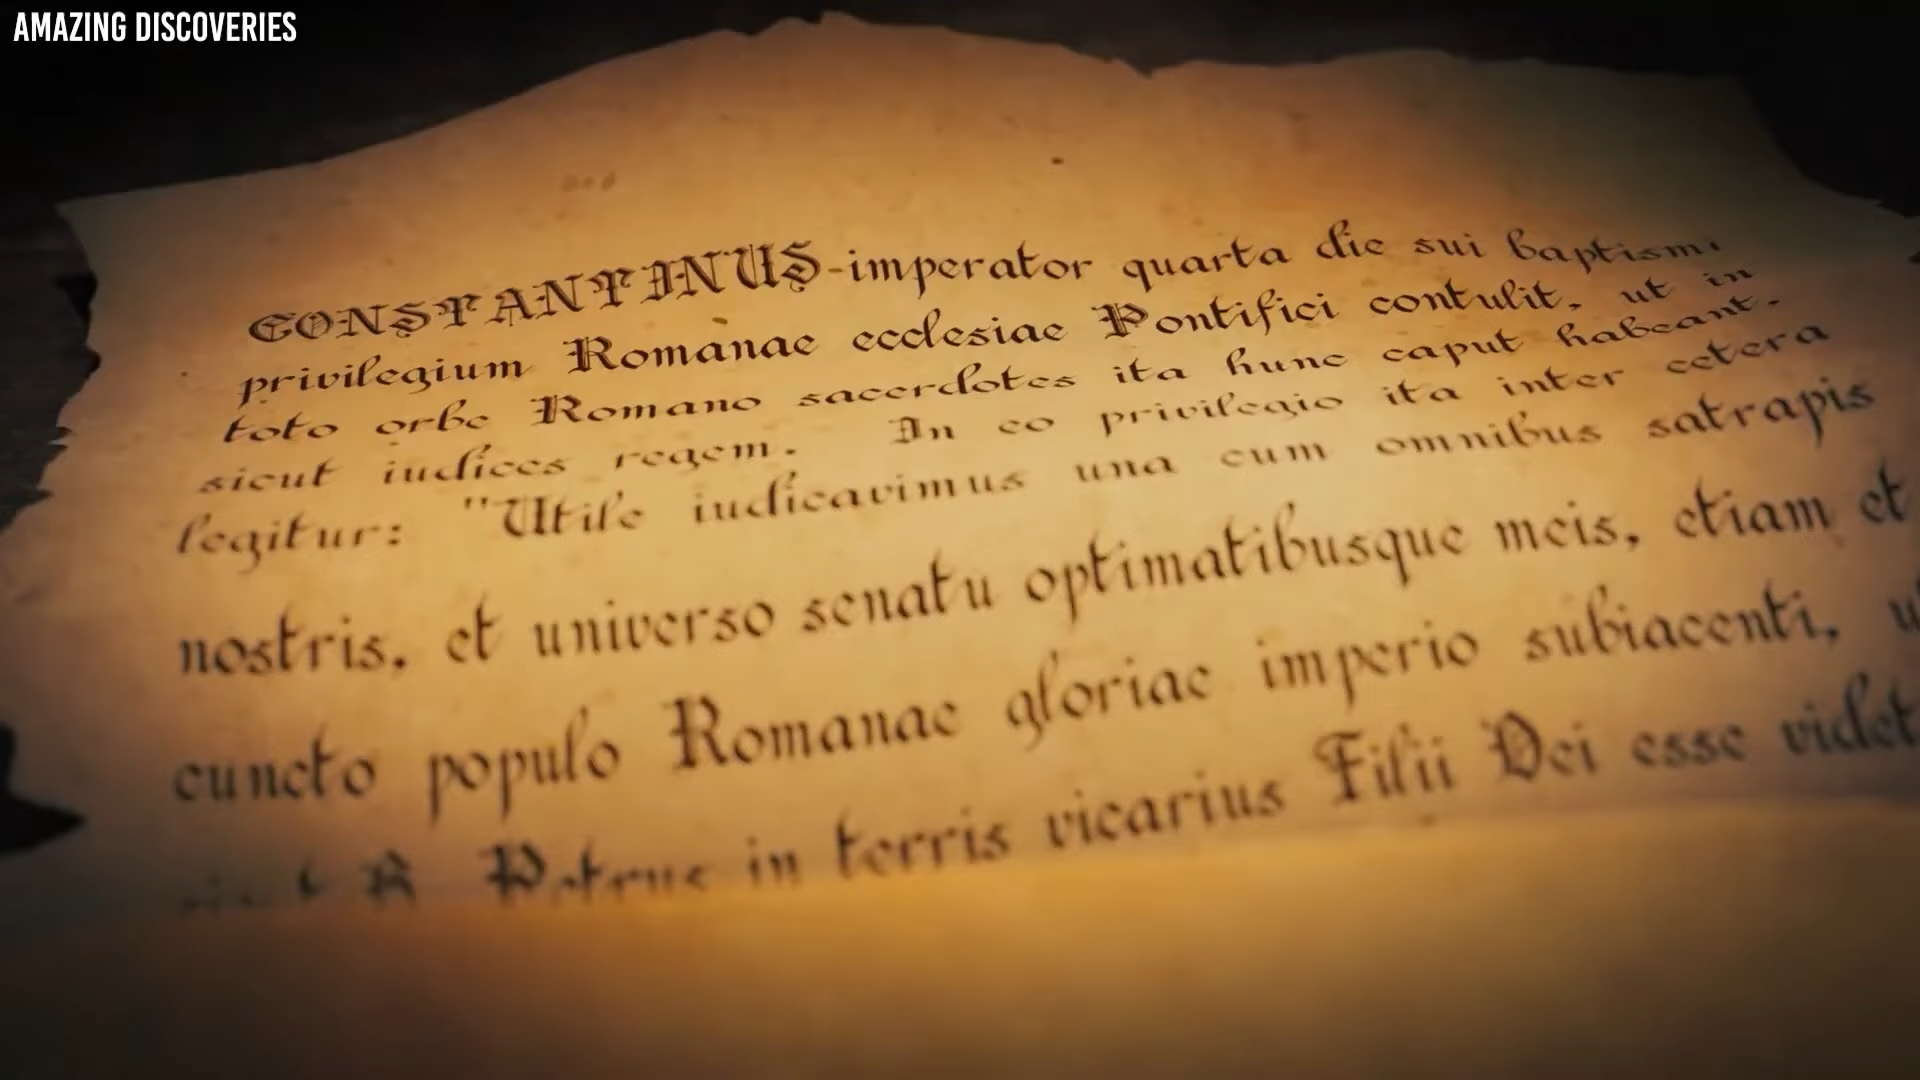 AMAZING DISCOVERIES
CONSTANTINUS-imperator quarta die sui baptismi
privilegium Romanae ecclesiae Pontifici contulit, ut in
toto orbe Romano sacerdotes ita hunc caput habeant,
sicut iudices regem. In eo privilegio ita inter cetera
legitur: "Utile iudicavimus una cum omnibus satrapis
nostris, et universo senatu optimatibusque meis, etiam et
cuncto populo Romanae gloriae imperio subiacenti,
Petrus in terris vicarius Filii Dei esse videt